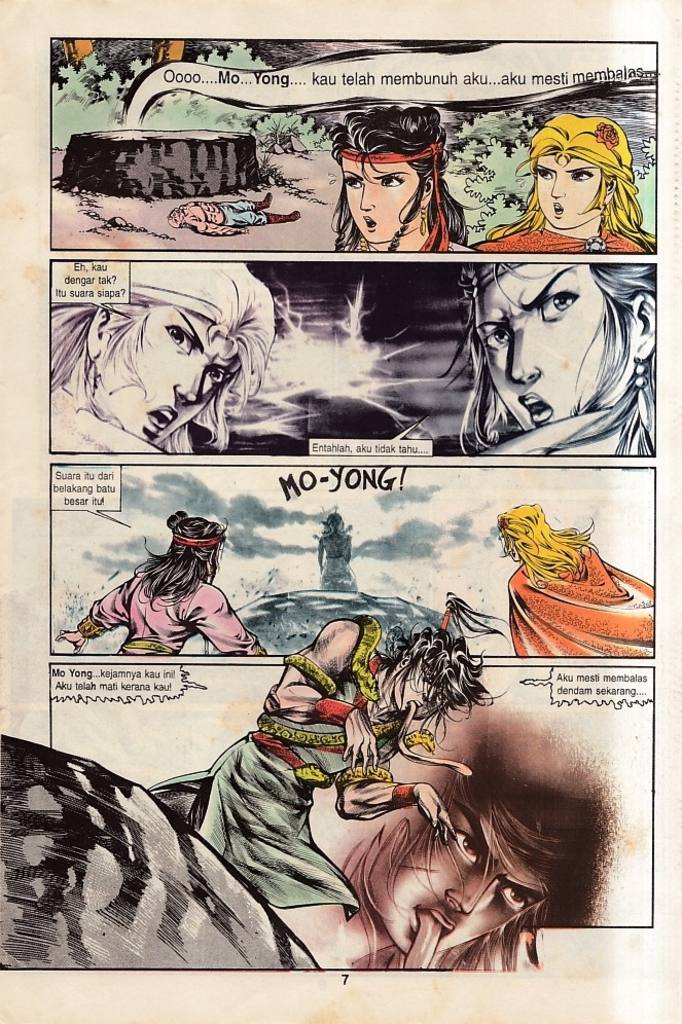 Oooo....Mo...Yong.... kau telah membunuh aku...aku mesti membalas...
Eh, kau
dengar tak?
Itu suara siapa?
Entahlah, aku tidak tahu....
Suara itu dari
belakang batu
besar itu!
MO-YONG!
Mo Yong...kejamnya kau ini!
Aku telah mati kerana kau!
Aku mesti membalas
dendam sekarang....
7